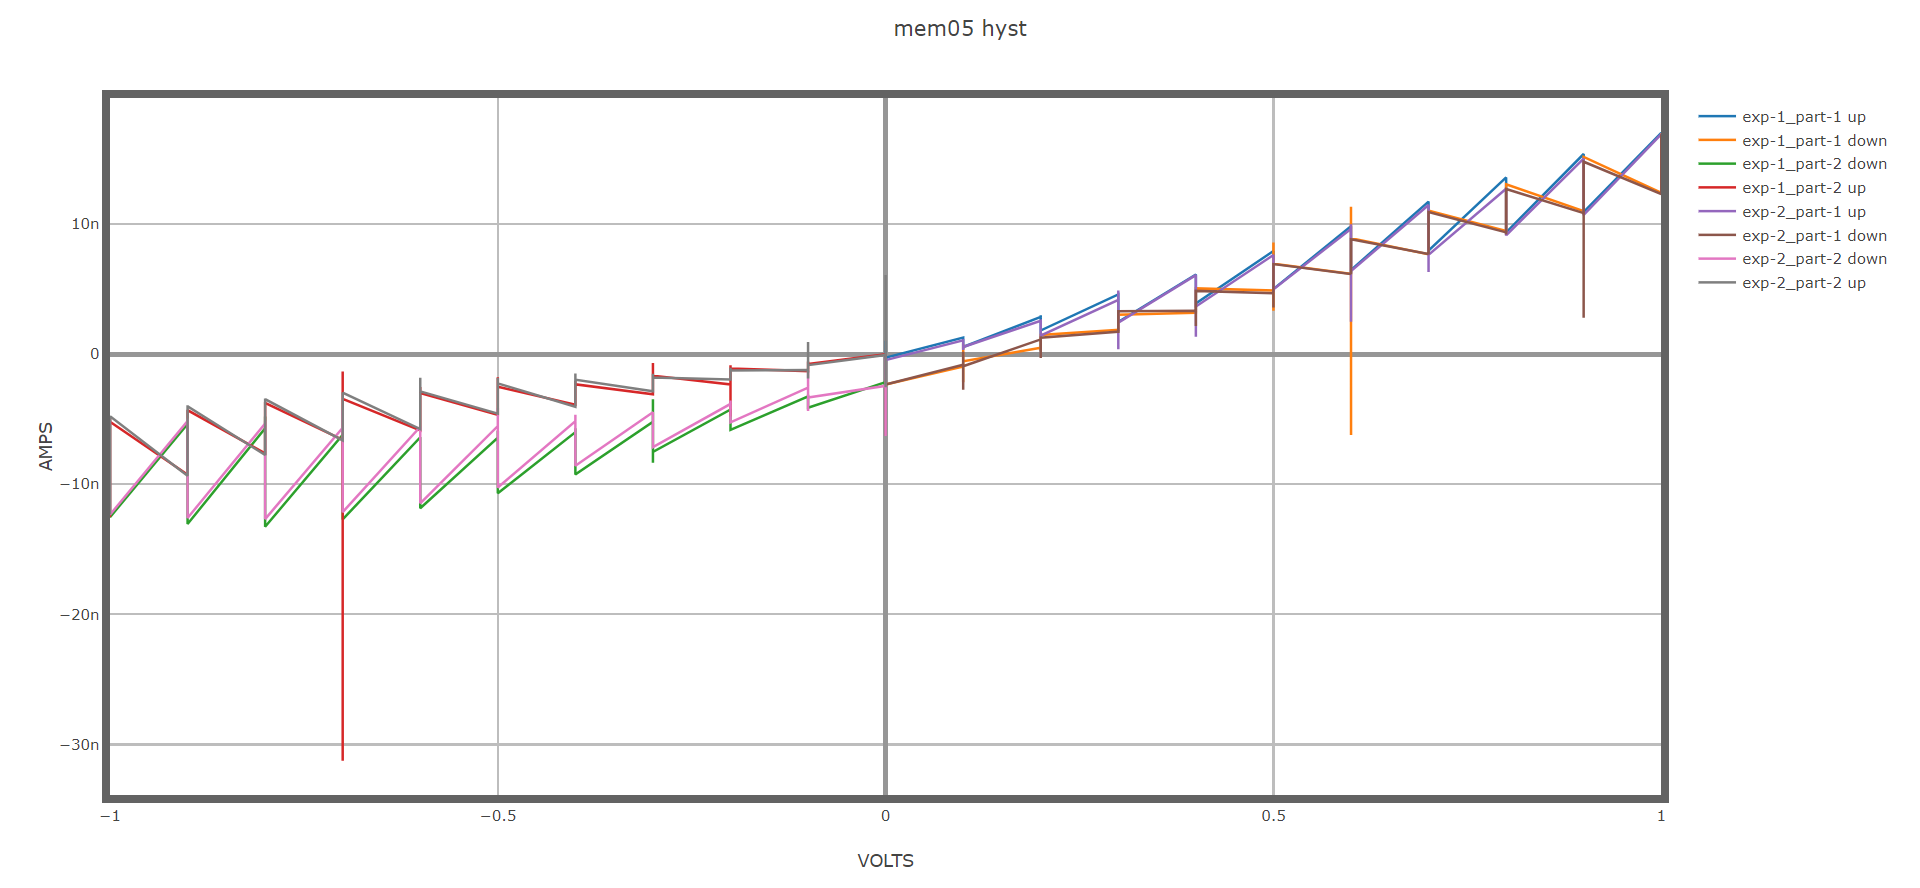 mem05 hyst
exp-1_part-1 up
exp-1_part-1 down
exp-1_part-2 down
exp-1_part-2 up
exp-2_part-1 up
exp-2_part-1 down
exp-2_part-2 down
exp-2_part-2 up
10n
0
−10n
−20n
−30n
AMPS
−1
−0.5
0
0.5
1
VOLTS